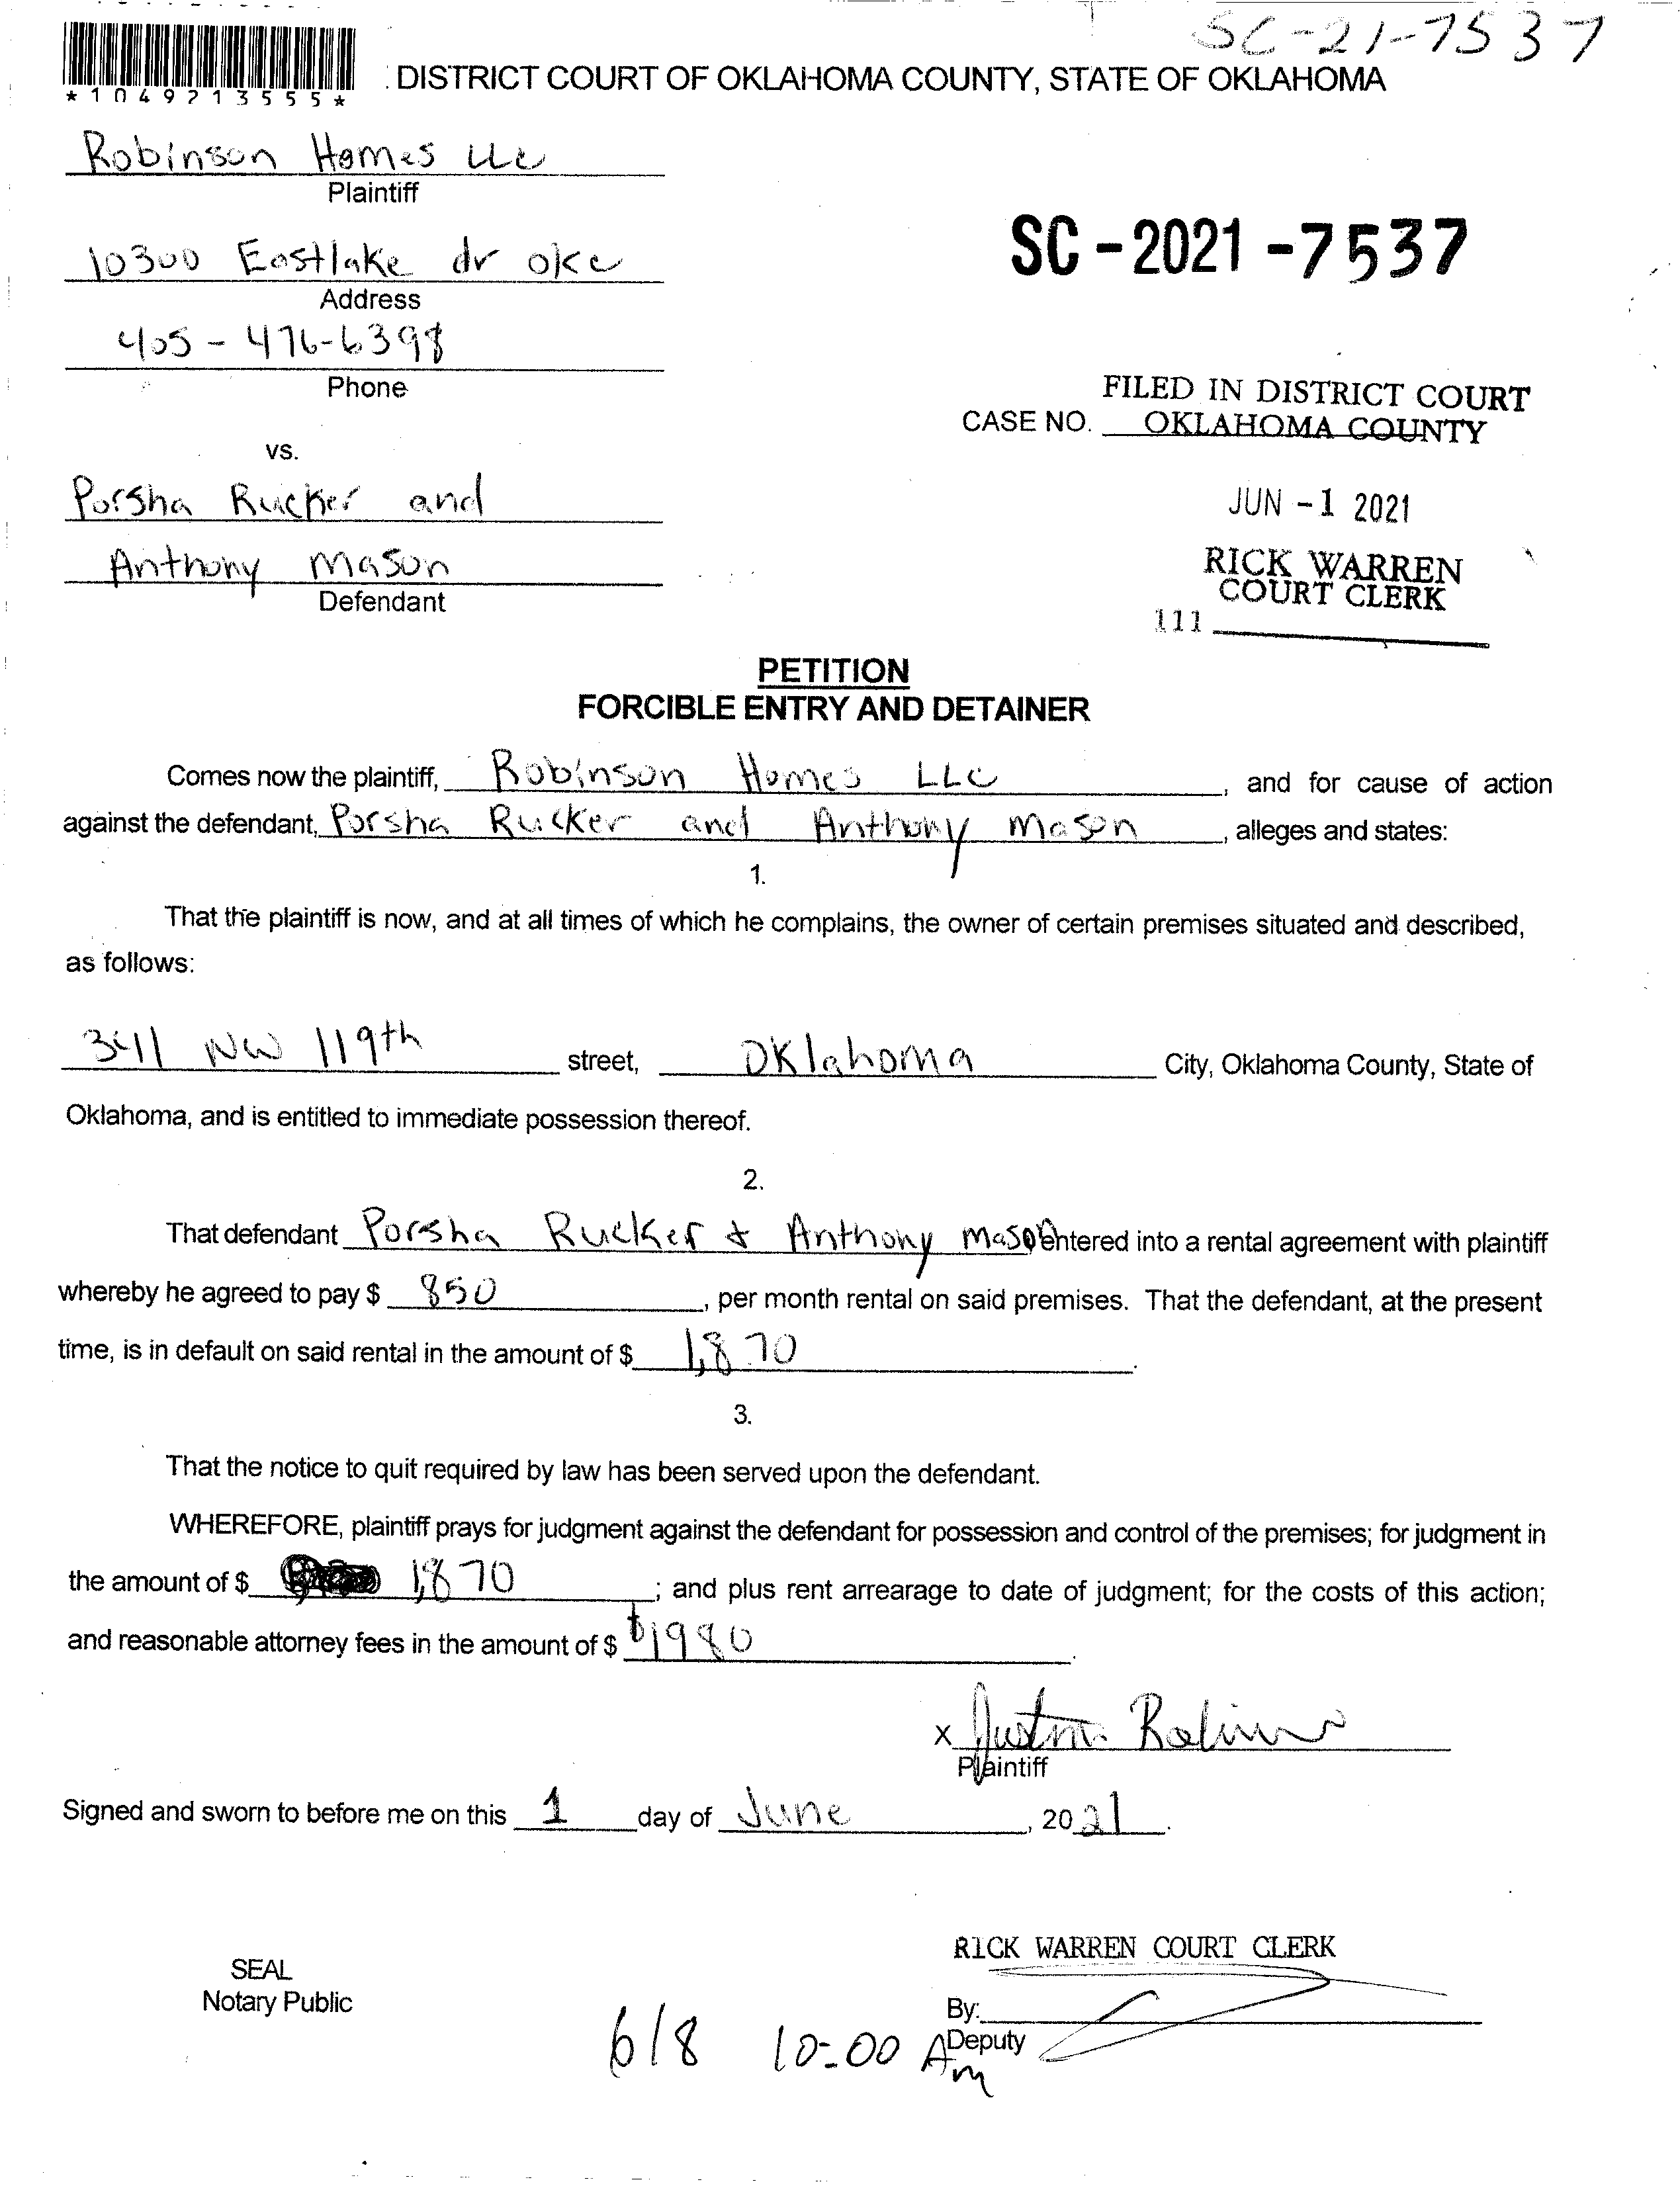 SC-21-7537
*1049213555*
DISTRICT COURT OF OKLAHOMA COUNTY, STATE OF OKLAHOMA
Robinson Homes LLC
Plaintiff
10300 Eastlake dr okc
Address
405-476-6398
Phone
SC-2021-7537
FILED IN DISTRICT COURT
CASE NO. OKLAHOMA COUNTY
vs.
Porsha Rucker and
JUN -1 2021
Anthony Mason
Defendant
RICK WARREN
COURT CLERK
111
PETITION
FORCIBLE ENTRY AND DETAINER
Comes now the plaintiff, Robinson Homes LLC, and for cause of action
against the defendant, Porsha Rucker and Anthony Mason, alleges and states:
1.
That the plaintiff is now, and at all times of which he complains, the owner of certain premises situated and described,
as follows:
3411 NW 119th street, Oklahoma City, Oklahoma County, State of
Oklahoma, and is entitled to immediate possession thereof.
2.
That defendant Porsha Rucker & Anthony Mason entered into a rental agreement with plaintiff
whereby he agreed to pay $ 850, per month rental on said premises. That the defendant, at the present
time, is in default on said rental in the amount of $ 1,870.
3.
That the notice to quit required by law has been served upon the defendant.
WHEREFORE, plaintiff prays for judgment against the defendant for possession and control of the premises; for judgment in
the amount of $ 1,870; and plus rent arrearage to date of judgment; for the costs of this action;
and reasonable attorney fees in the amount of $ $1980.
x
Plaintiff
Signed and sworn to before me on this 1 day of June, 2021.
RICK WARREN COURT CLERK
SEAL
Notary Public
By:
Deputy
6/8 10:00 Am